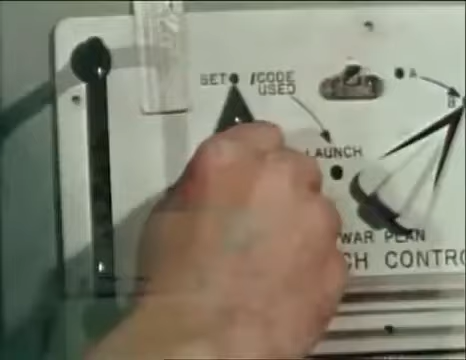 SET
/CODE
USED
A
B
LAUNCH
WAR PLAN
CH CONTRO